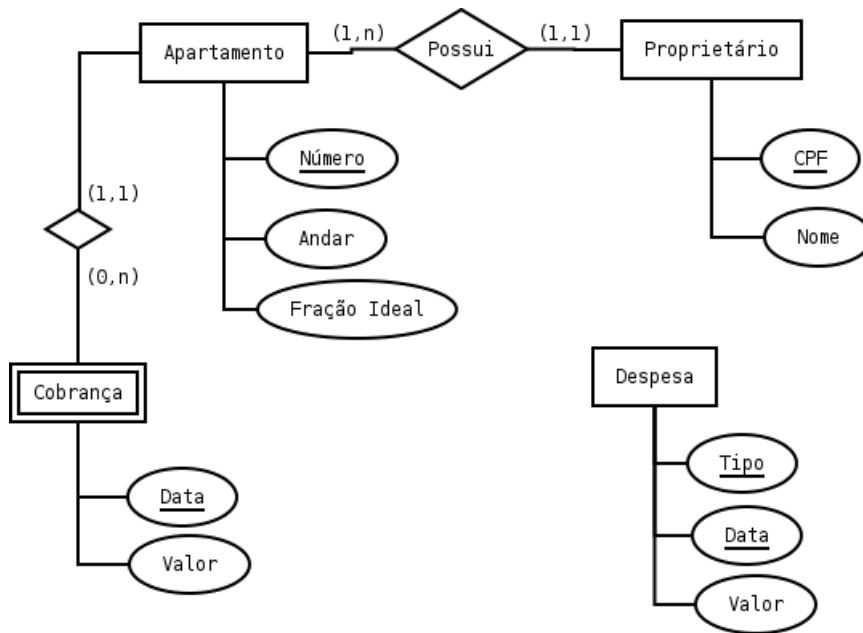 Apartamento
(1,n)
Possui
(1,1)
Proprietário
Número
Andar
Fração Ideal
CPF
Nome
(1,1)
(0,n)
Cobrança
Data
Valor
Despesa
Tipo
Data
Valor